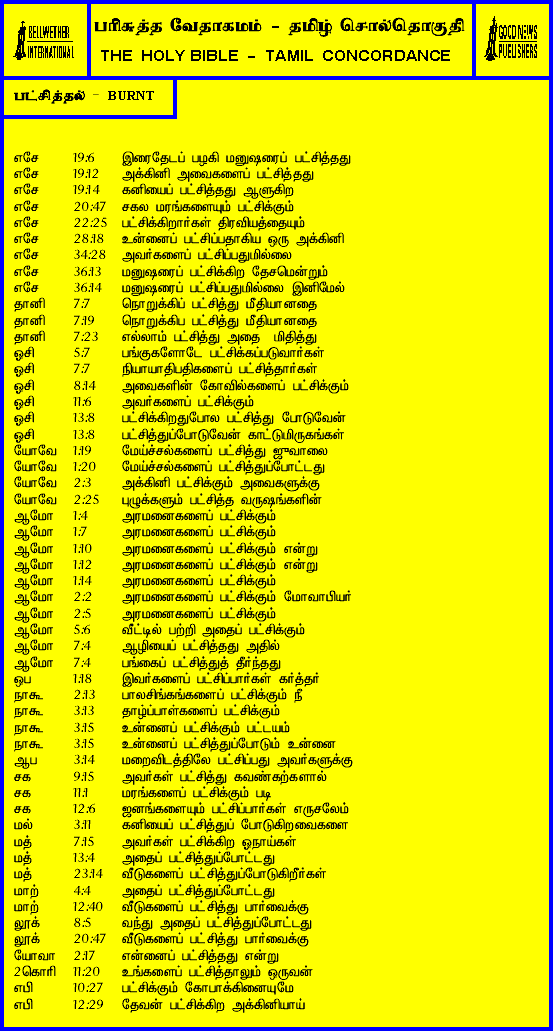 BELLWETHER
INTERNATIONAL
பரிசுத்த வேதாகமம் - தமிழ் சொல்தொகுதி
THE HOLY BIBLE - TAMIL CONCORDANCE
GOOD NEWS
PUBLISHERS
பட்சித்தல் - BURNT
எசே 19:6 இரைதேடப் பழகி மனுஷரைப் பட்சித்தது
எசே 19:12 அக்கினி அவைகளைப் பட்சித்தது
எசே 19:14 கனியைப் பட்சித்தது ஆளுகிற
எசே 20:47 சகல மரங்களையும் பட்சிக்கும்
எசே 22:25 பட்சிக்கிறார்கள் திரவியத்தையும்
எசே 28:18 உன்னைப் பட்சிப்பதாகிய ஒரு அக்கினி
எசே 34:28 அவர்களைப் பட்சிப்பதுமில்லை
எசே 36:13 மனுஷரைப் பட்சிக்கிற தேசமென்றும்
எசே 36:14 மனுஷரைப் பட்சிப்பதுமில்லை இனிமேல்
தானி 7:7 நொறுக்கிப் பட்சித்து மீதியானதை
தானி 7:19 நொறுக்கிப பட்சித்து மீதியானதை
தானி 7:23 எல்லாம் பட்சித்து அதை மிதித்து
ஓசி 5:7 பங்குகளோடே பட்சிக்கப்படுவார்கள்
ஓசி 7:7 நியாயாதிபதிகளைப் பட்சித்தார்கள்
ஓசி 8:14 அவைகளின் கோவில்களைப் பட்சிக்கும்
ஓசி 11:6 அவர்களைப் பட்சிக்கும்
ஓசி 13:8 பட்சிக்கிறதுபோல பட்சித்து போடுவேன்
ஓசி 13:8 பட்சித்துப்போடுவேன் காட்டுமிருகங்கள்
யோவே 1:19 மேய்ச்சல்களைப் பட்சித்து ஜுவாலை
யோவே 1:20 மேய்ச்சல்களைப் பட்சித்துப்போட்டது
யோவே 2:3 அக்கினி பட்சிக்கும் அவைகளுக்கு
யோவே 2:25 புழுக்களும் பட்சித்த வருஷங்களின்
ஆமோ 1:4 அரமனைகளைப் பட்சிக்கும்
ஆமோ 1:7 அரமனைகளைப் பட்சிக்கும்
ஆமோ 1:10 அரமனைகளைப் பட்சிக்கும் என்று
ஆமோ 1:12 அரமனைகளைப் பட்சிக்கும் என்று
ஆமோ 1:14 அரமனைகளைப் பட்சிக்கும்
ஆமோ 2:2 அரமனைகளைப் பட்சிக்கும் மோவாபியர்
ஆமோ 2:5 அரமனைகளைப் பட்சிக்கும்
ஆமோ 5:6 வீட்டில் பற்றி அதைப் பட்சிக்கும்
ஆமோ 7:4 ஆழியைப் பட்சித்தது அதில்
ஆமோ 7:4 பங்கைப் பட்சித்துத் தீர்ந்தது
ஒப 1:18 இவர்களைப் பட்சிப்பார்கள் கர்த்தர்
நாகூ 2:13 பாலசிங்கங்களைப் பட்சிக்கும் நீ
நாகூ 3:13 தாழ்ப்பாள்களைப் பட்சிக்கும்
நாகூ 3:15 உன்னைப் பட்சிக்கும் பட்டயம்
நாகூ 3:15 உன்னைப் பட்சித்துப்போடும் உன்னை
ஆப 3:14 மறைவிடத்திலே பட்சிப்பது அவர்களுக்கு
சக 9:15 அவர்கள் பட்சித்து கவண்கற்களால்
சக 11:1 மரங்களைப் பட்சிக்கும் படி
சக 12:6 ஜனங்களையும் பட்சிப்பார்கள் எருசலேம்
மல் 3:11 கனியைப் பட்சித்துப் போடுகிறவைகளை
மத் 7:15 அவர்கள் பட்சிக்கிற ஓநாய்கள்
மத் 13:4 அதைப் பட்சித்துப்போட்டது
மத் 23:14 வீடுகளைப் பட்சித்துப்போடுகிறீர்கள்
மாற் 4:4 அதைப் பட்சித்துப்போட்டது
மாற் 12:40 வீடுகளைப் பட்சித்து பார்வைக்கு
லூக் 8:5 வந்து அதைப் பட்சித்துப்போட்டது
லூக் 20:47 வீடுகளைப் பட்சித்து பார்வைக்கு
யோவா 2:17 என்னைப் பட்சித்தது என்று
2கொரி 11:20 உங்களைப் பட்சித்தாலும் ஒருவன்
எபி 10:27 பட்சிக்கும் கோபாக்கினையுமே
எபி 12:29 தேவன் பட்சிக்கிற அக்கினியாய்